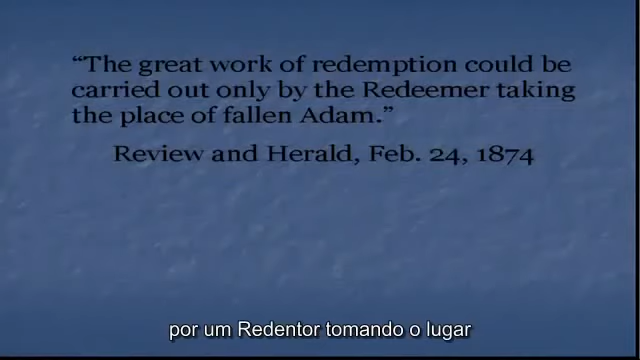 “The great work of redemption could be
carried out only by the Redeemer taking
the place of fallen Adam.”
Review and Herald, Feb. 24, 1874
por um Redentor tomando o lugar